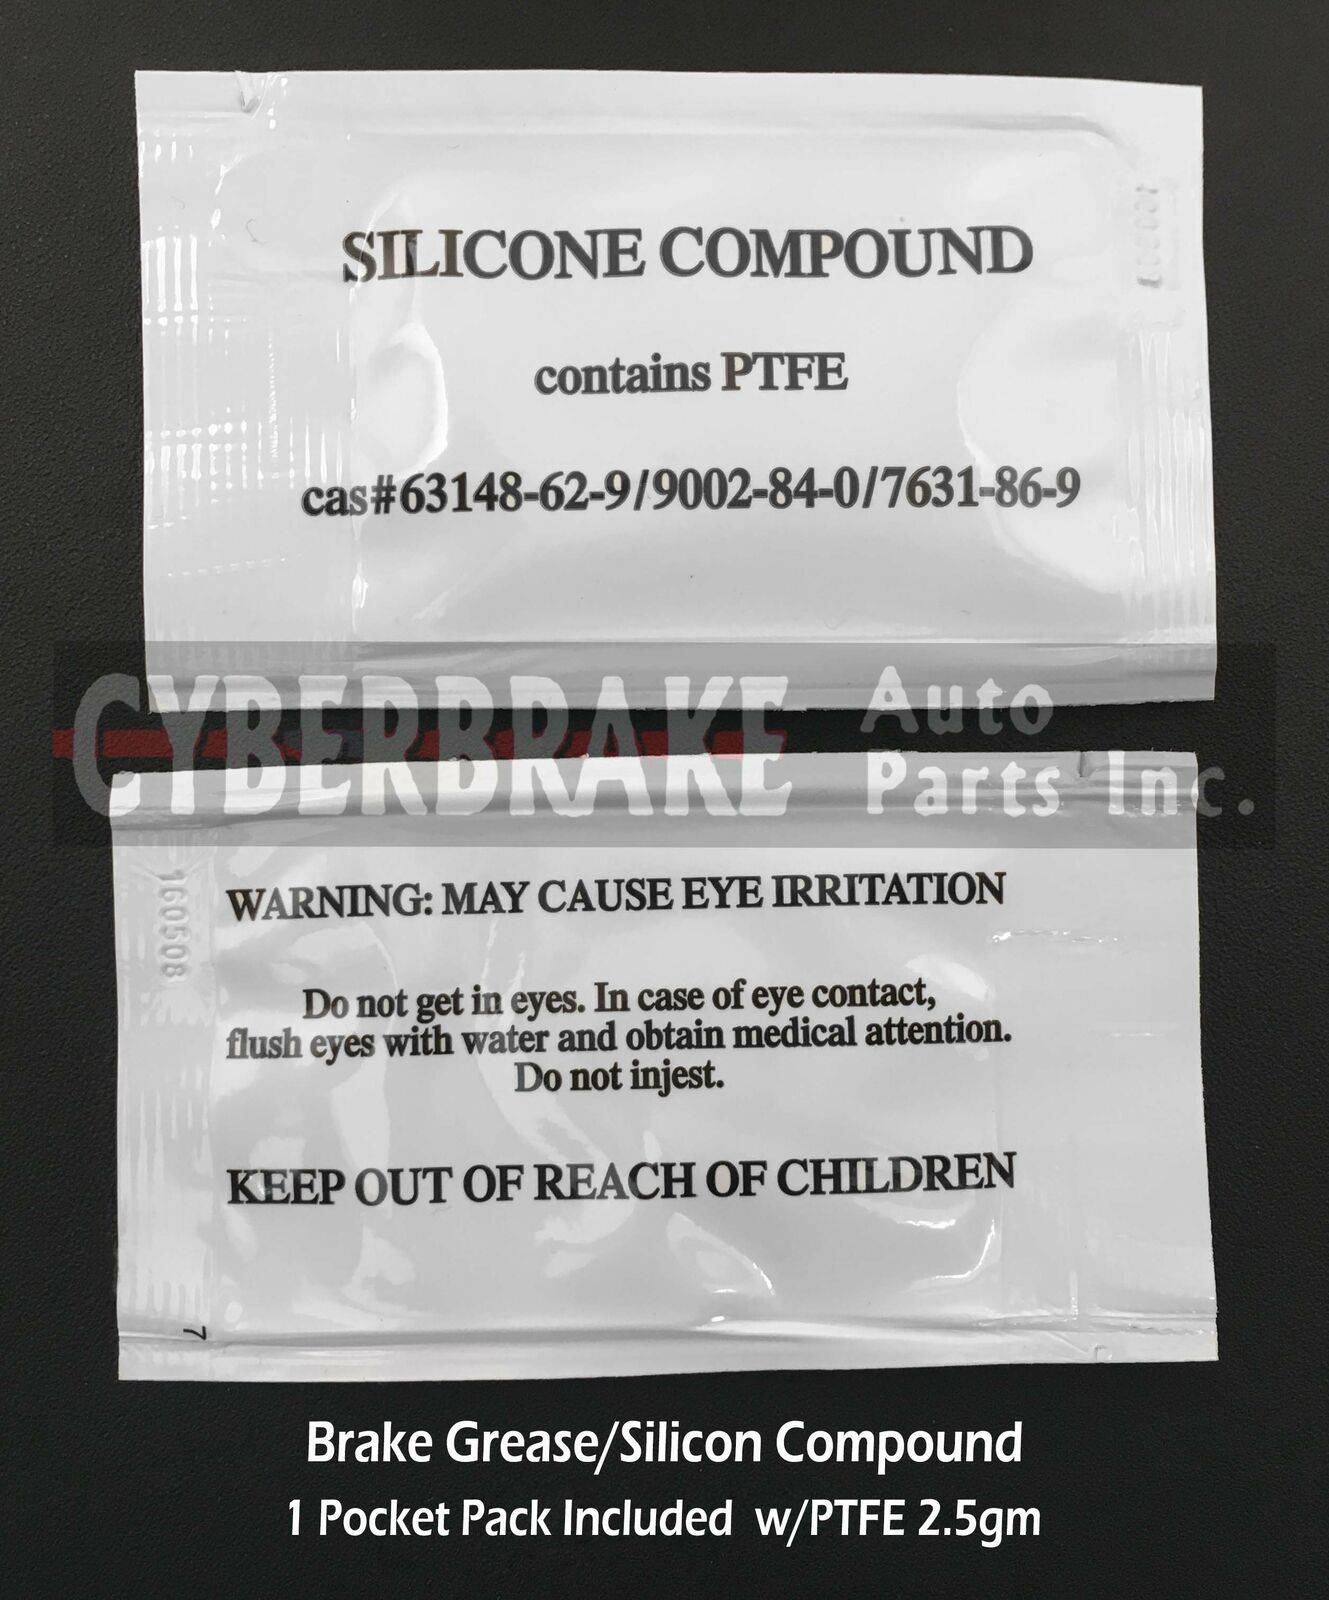 SILICONE COMPOUND
contains PTFE
cas#63148-62-9/9002-84-0/7631-86-9
CYBERBRAKE Auto
Parts Inc.
160508
WARNING: MAY CAUSE EYE IRRITATION
Do not get in eyes. In case of eye contact,
flush eyes with water and obtain medical attention.
Do not injest.
KEEP OUT OF REACH OF CHILDREN
7
Brake Grease/Silicon Compound
1 Pocket Pack Included w/PTFE 2.5gm